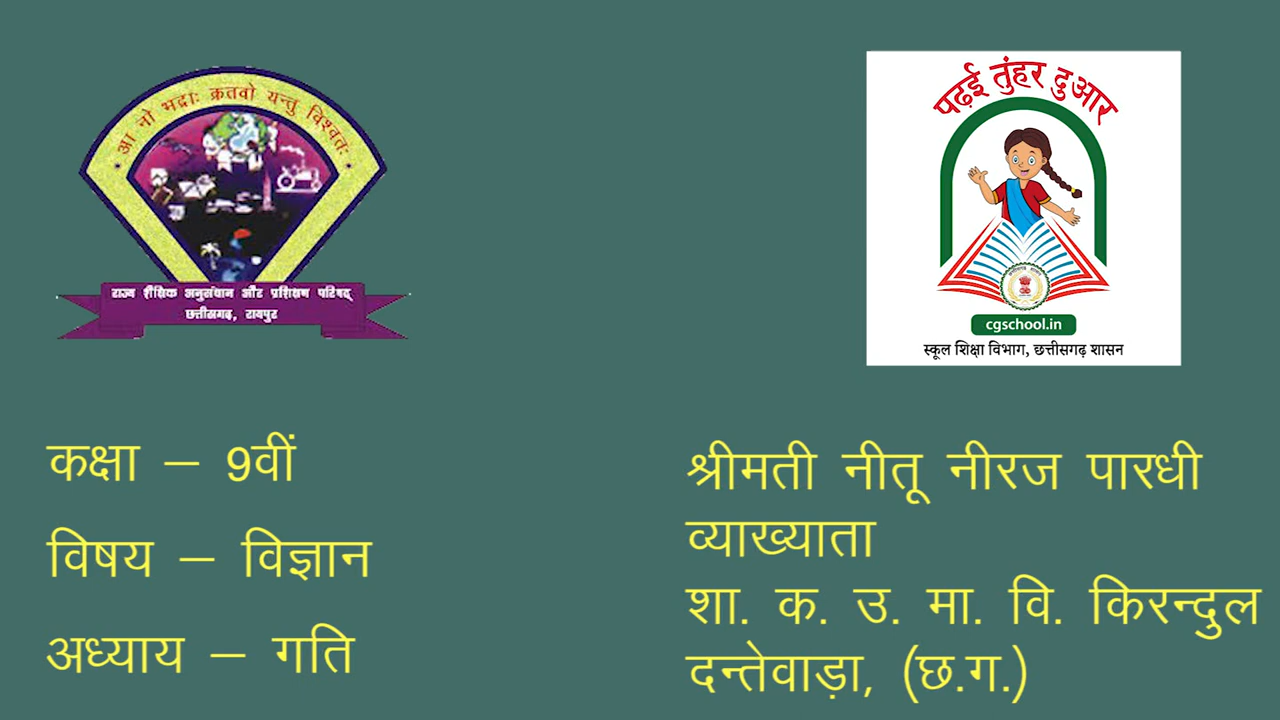 आ नो भद्राः क्रतवो यन्तु विश्वतः
राज्य शैक्षिक अनुसंधान और प्रशिक्षण परिषद्
छत्तीसगढ़, रायपुर
पढ़ई तुंहर दुआर
cgschool.in
स्कूल शिक्षा विभाग, छत्तीसगढ़ शासन
कक्षा – 9वीं
विषय – विज्ञान
अध्याय – गति
श्रीमती नीतू नीरज पारधी
व्याख्याता
शा. क. उ. मा. वि. किरन्दुल
दन्तेवाड़ा, (छ.ग.)